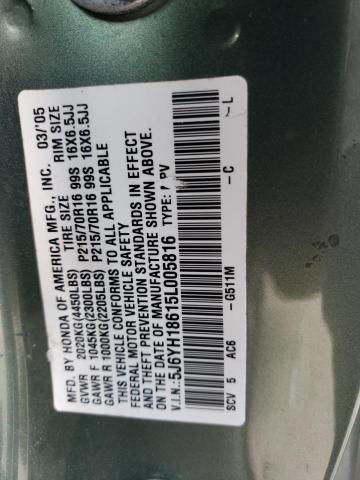 MFD. BY HONDA OF AMERICA MFG., INC. 03/'05
TIRE SIZE RIM SIZE
GVWR 2020KG(4450LBS) P215/70R16 99S 16X6.5JJ
GAWR F 1045KG(2300LBS) P215/70R16 99S 16X6.5JJ
GAWR R 1000KG(2205LBS)
THIS VEHICLE CONFORMS TO ALL APPLICABLE
FEDERAL MOTOR VEHICLE SAFETY
AND THEFT PREVENTION STANDARDS IN EFFECT
ON THE DATE OF MANUFACTURE SHOWN ABOVE.
V.I.N.: 5J6YH18615L005816 TYPE: PV
SCV 5 AC6 -G511M -C -L